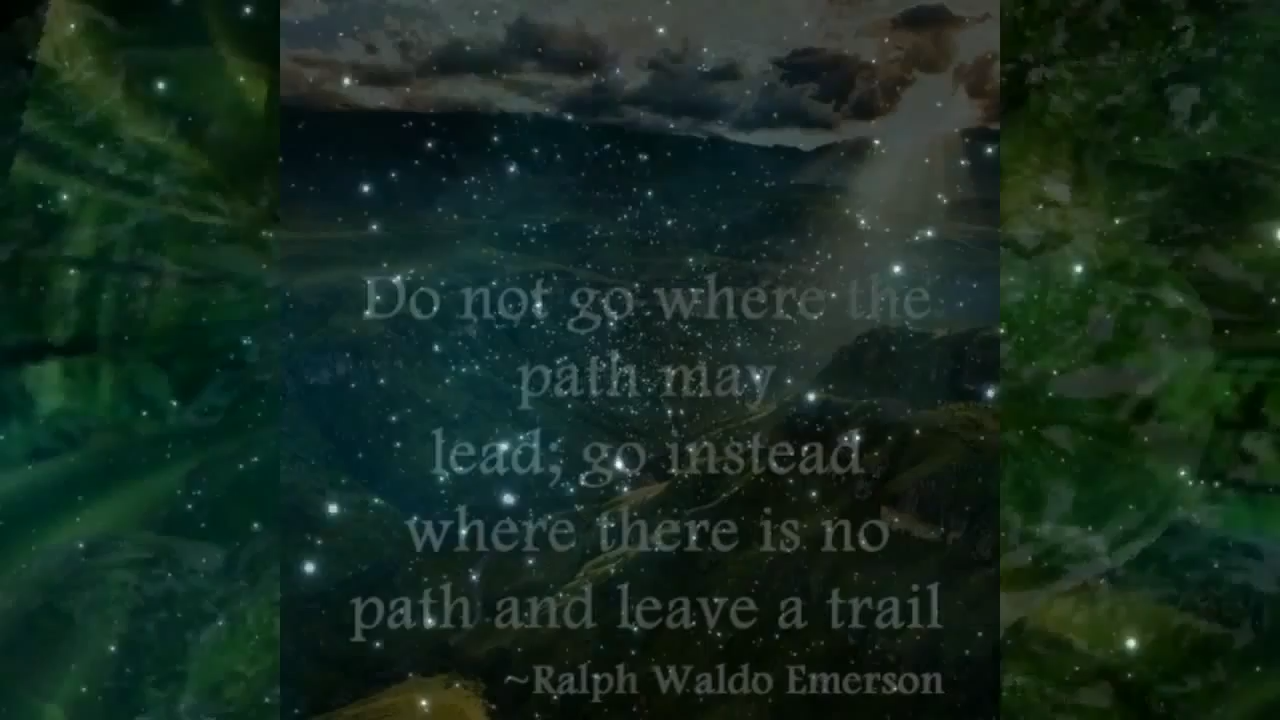 Do not go where the
path may
lead; go instead
where there is no
path and leave a trail
~Ralph Waldo Emerson